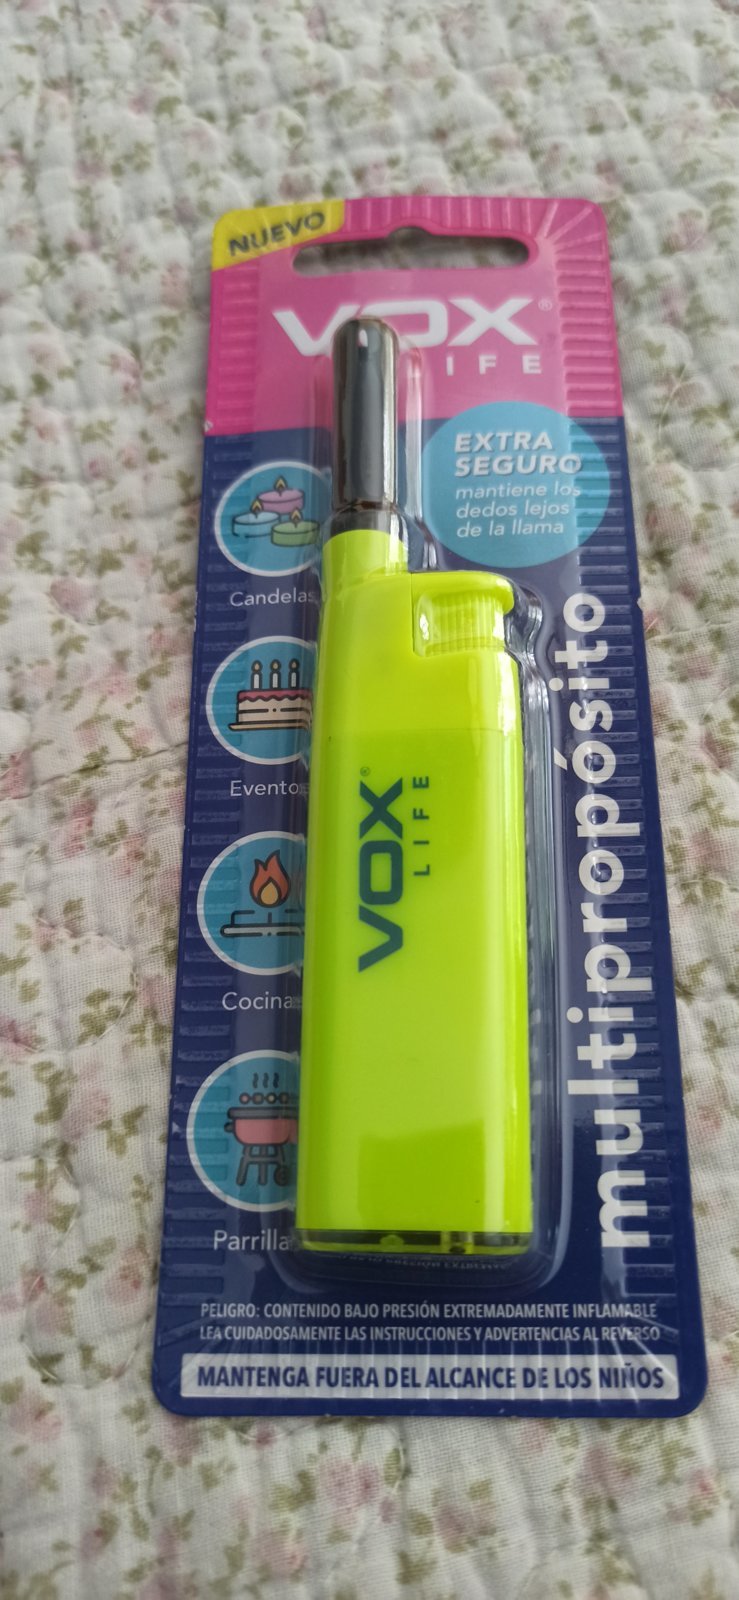 NUEVO
VOX®
LIFE
EXTRA
SEGURO
mantiene los
dedos lejos
de la llama
Candelas
Eventos
Cocina
Parrilla
VOX®
LIFE
multipropósito
PELIGRO: CONTENIDO BAJO PRESIÓN EXTREMADAMENTE INFLAMABLE
LEA CUIDADOSAMENTE LAS INSTRUCCIONES Y ADVERTENCIAS AL REVERSO
MANTENGA FUERA DEL ALCANCE DE LOS NIÑOS